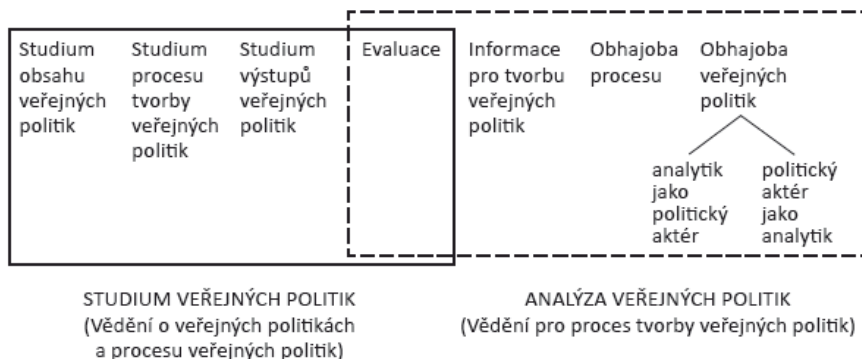 Studium
obsahu
veřejných
politik
Studium
procesu
tvorby
veřejných
politik
Studium
výstupů
veřejných
politik
Evaluace
Informace
pro tvorbu
veřejných
politik
Obhajoba
procesu
Obhajoba
veřejných
politik
analytik
jako
politický
aktér
politický
aktér
jako
analytik
STUDIUM VEŘEJNÝCH POLITIK
(Vědění o veřejných politikách
a procesu veřejných politik)
ANALÝZA VEŘEJNÝCH POLITIK
(Vědění pro proces tvorby veřejných politik)